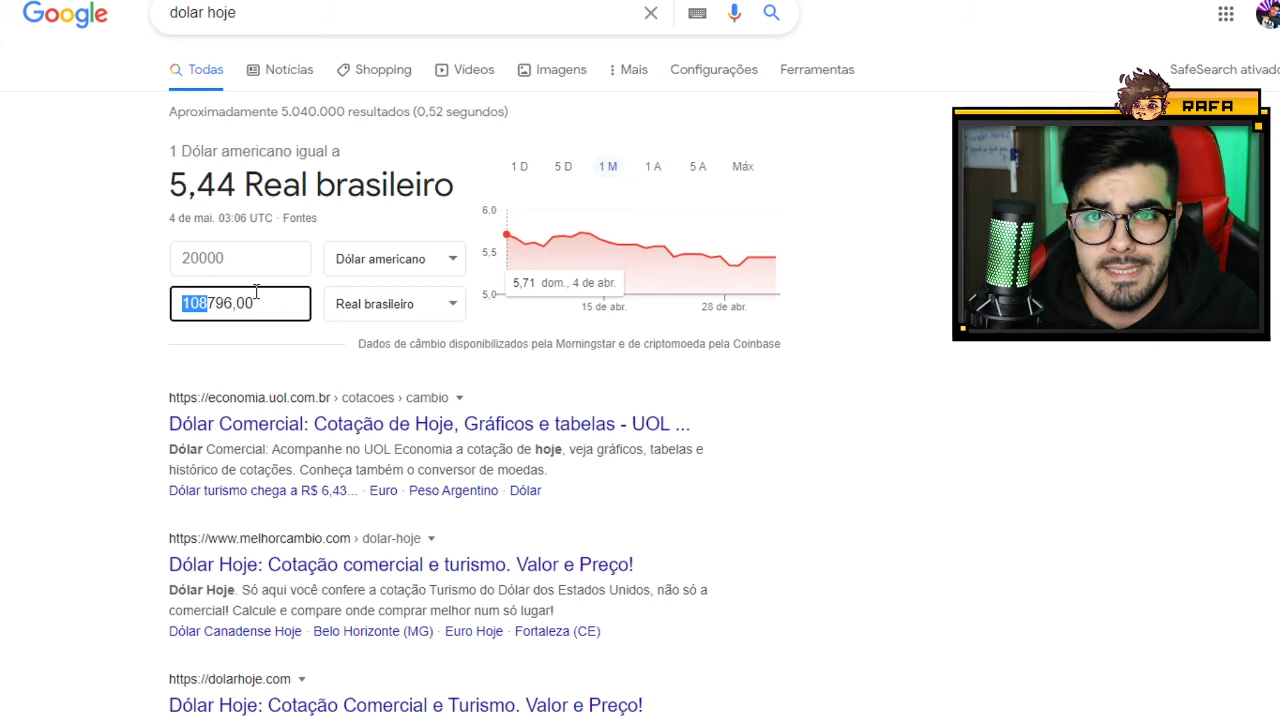 Google
dolar hoje
Todas
Notícias
Shopping
Vídeos
Imagens
Mais
Configurações
Ferramentas
SafeSearch ativado
Aproximadamente 5.040.000 resultados (0,52 segundos)
RAFA
1 Dólar americano igual a
5,44 Real brasileiro
4 de mai. 03:06 UTC · Fontes
20000
Dólar americano
108796,00
Real brasileiro
1 D
5 D
1 M
1 A
5 A
Máx
6,0
5,5
5,0
5,71 dom., 4 de abr.
15 de abr.
28 de abr.
Dados de câmbio disponibilizados pela Morningstar e de criptomoeda pela Coinbase
https://economia.uol.com.br › cotacoes › cambio
Dólar Comercial: Cotação de Hoje, Gráficos e tabelas - UOL ...
Dólar Comercial: Acompanhe no UOL Economia a cotação de hoje, veja gráficos, tabelas e
histórico de cotações. Conheça também o conversor de moedas.
Dólar turismo chega a R$ 6,43... · Euro · Peso Argentino · Dólar
https://www.melhorcambio.com › dolar-hoje
Dólar Hoje: Cotação comercial e turismo. Valor e Preço!
Dólar Hoje. Só aqui você confere a cotação Turismo do Dólar dos Estados Unidos, não só a
comercial! Calcule e compare onde comprar melhor num só lugar!
Dólar Canadense Hoje · Belo Horizonte (MG) · Euro Hoje · Fortaleza (CE)
https://dolarhoje.com
Dólar Hoje: Cotação Comercial e Turismo. Valor e Preço!